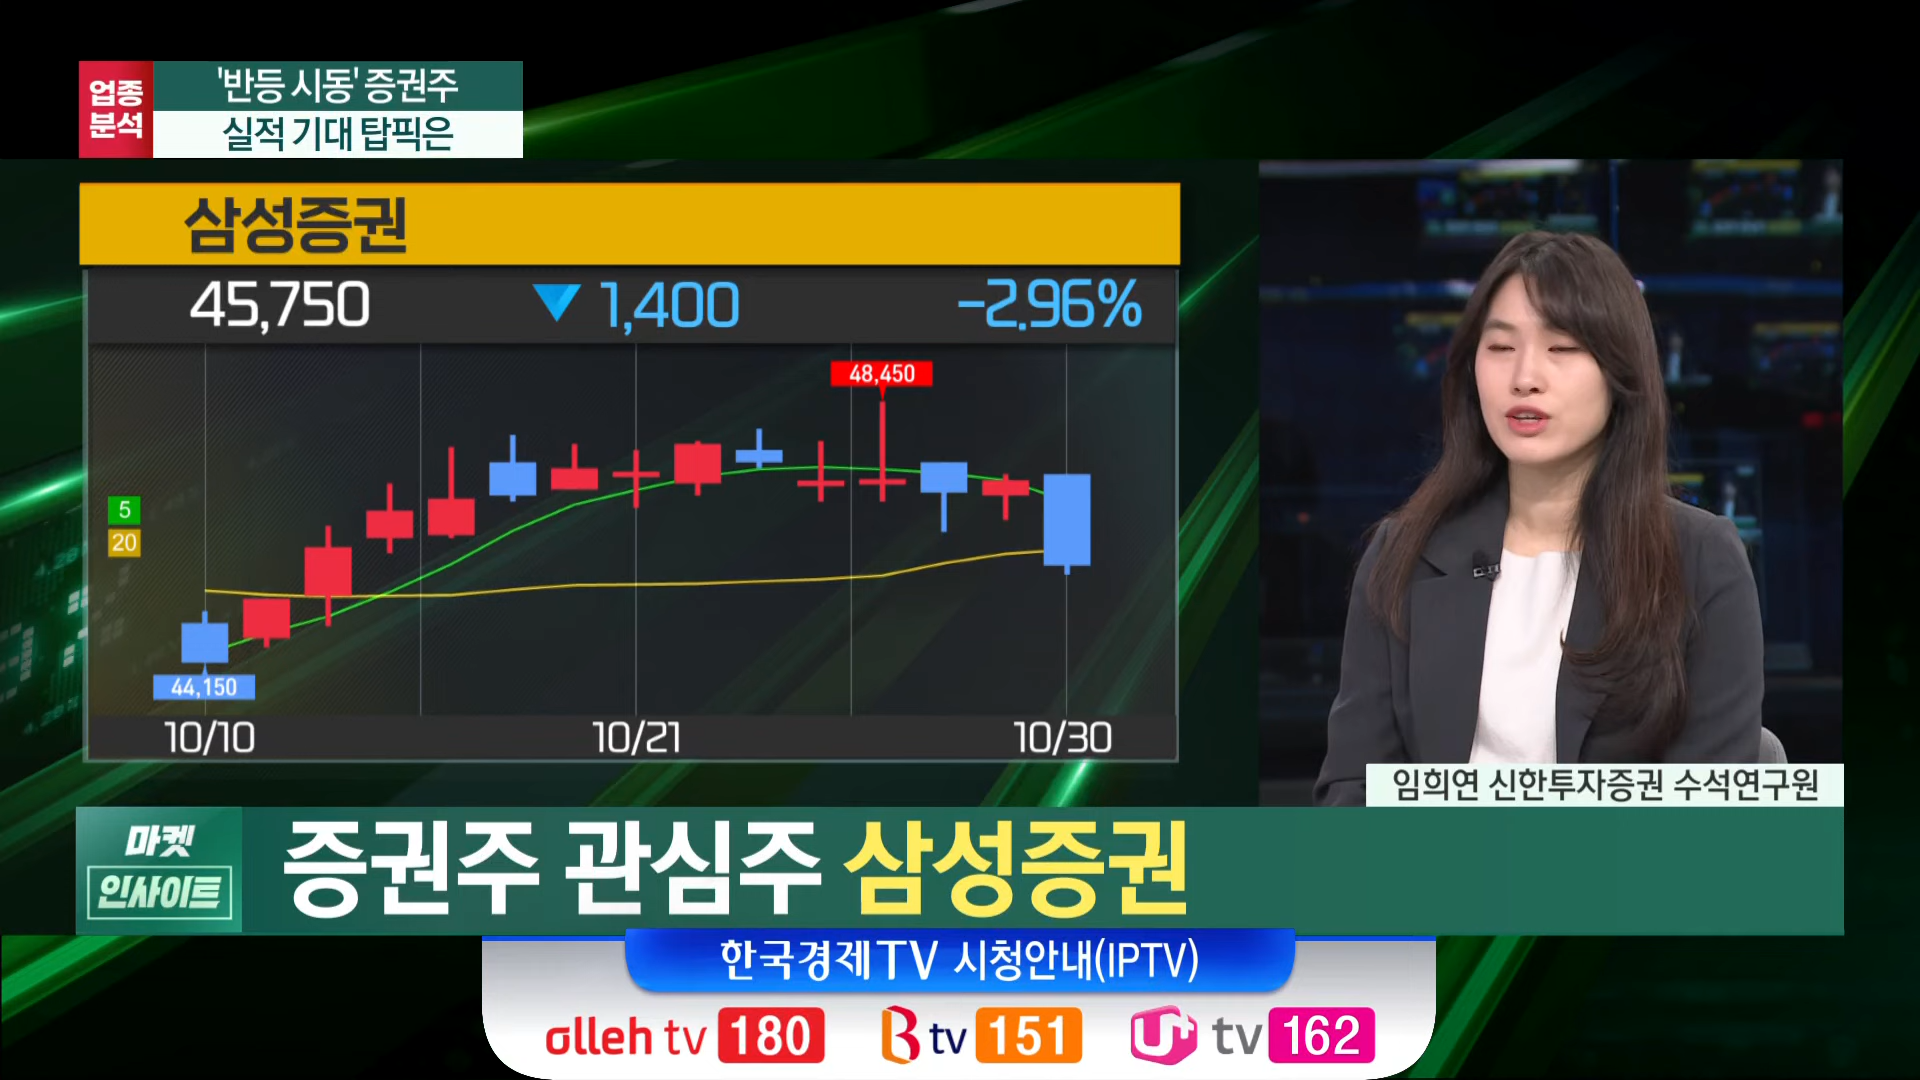 업종
분석
'반등 시동' 증권주
실적 기대 탑픽은
삼성증권
45,750 ▼ 1,400 -2.96%
48,450
5
20
44,150
10/10 10/21 10/30
임희연 신한투자증권 수석연구원
마켓
인사이트
증권주 관심주 삼성증권
한국경제TV 시청안내(IPTV)
olleh tv 180 B tv 151 U+ tv 162